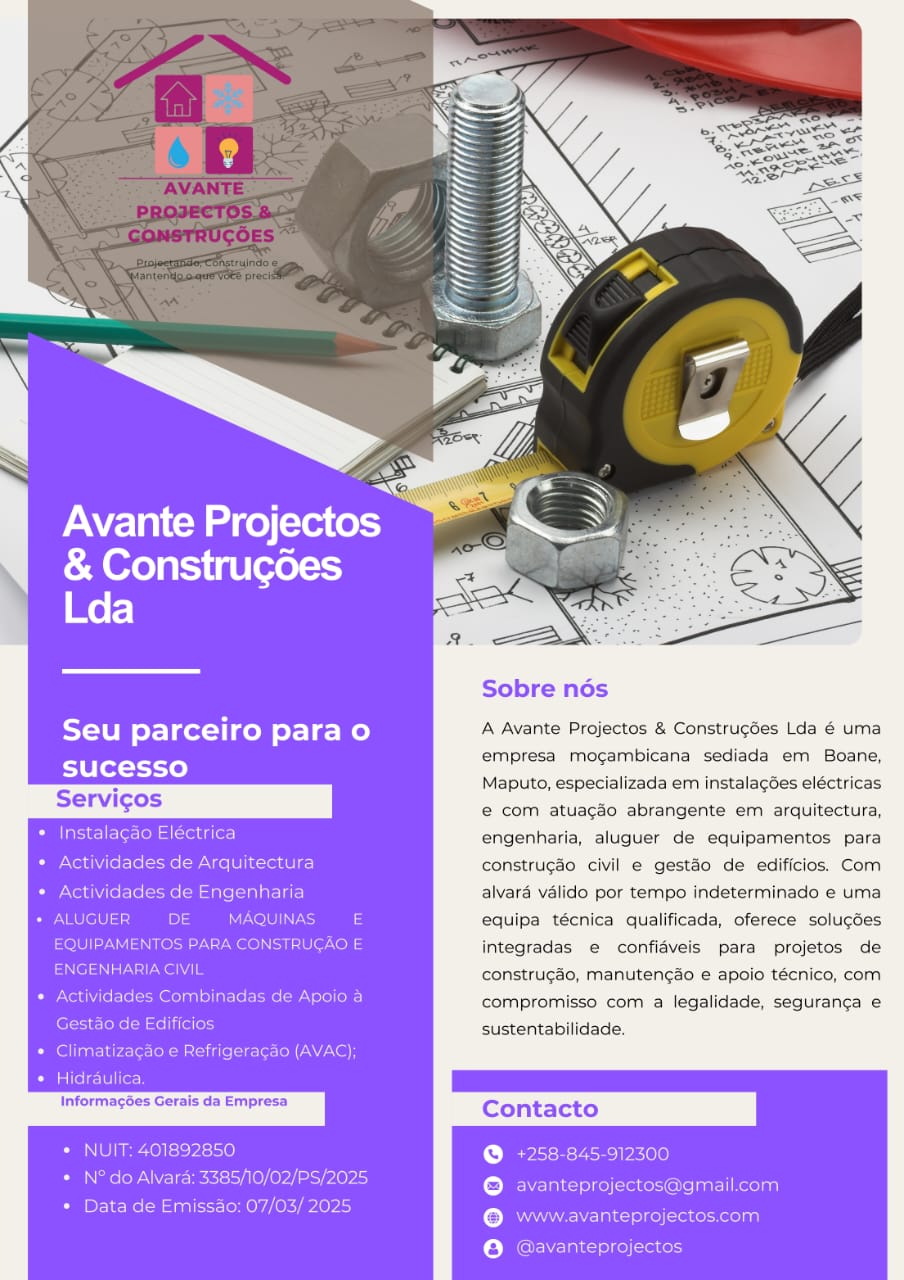 AVANTE
PROJECTOS &
CONSTRUÇÕES
Projectando, Construindo e
Mantendo o que você precisa.
ПЛОЧНИК
Avante Projectos
& Construções
Lda
Seu parceiro para o
sucesso
Serviços
• Instalação Eléctrica
• Actividades de Arquitectura
• Actividades de Engenharia
• ALUGUER DE MÁQUINAS E
EQUIPAMENTOS PARA CONSTRUÇÃO E
ENGENHARIA CIVIL
• Actividades Combinadas de Apoio à
Gestão de Edifícios
• Climatização e Refrigeração (AVAC);
• Hidráulica.
Informações Gerais da Empresa
• NUIT: 401892850
• Nº do Alvará: 3385/10/02/PS/2025
• Data de Emissão: 07/03/ 2025
Sobre nós
A Avante Projectos & Construções Lda é uma
empresa moçambicana sediada em Boane,
Maputo, especializada em instalações eléctricas
e com atuação abrangente em arquitectura,
engenharia, aluguer de equipamentos para
construção civil e gestão de edifícios. Com
alvará válido por tempo indeterminado e uma
equipa técnica qualificada, oferece soluções
integradas e confiáveis para projetos de
construção, manutenção e apoio técnico, com
compromisso com a legalidade, segurança e
sustentabilidade.
Contacto
+258-845-912300
avanteprojectos@gmail.com
www.avanteprojectos.com
@avanteprojectos